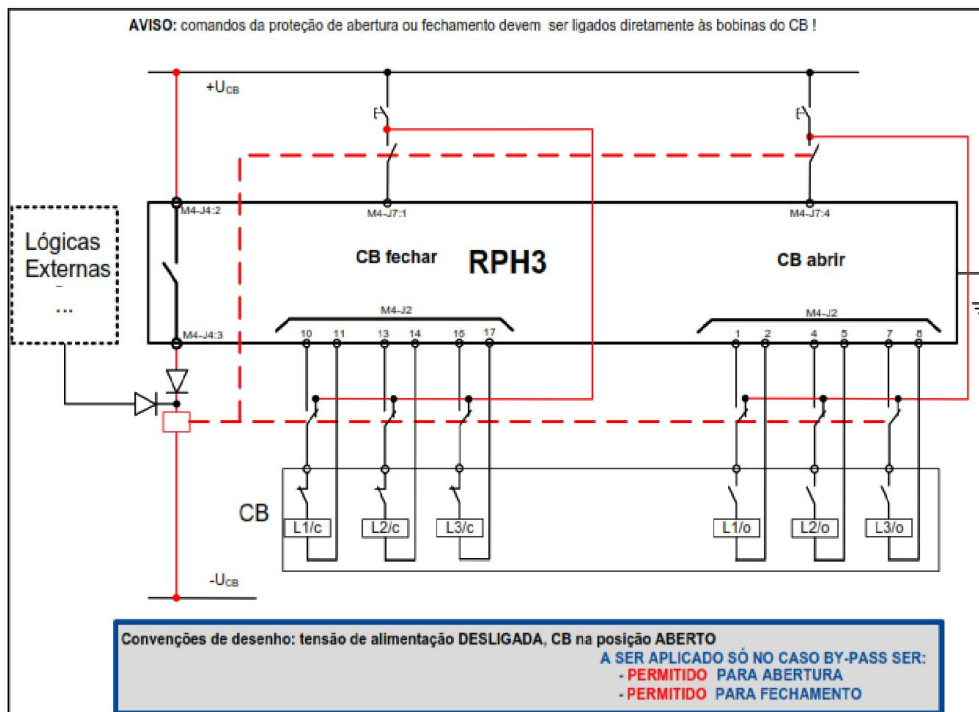 AVISO: comandos da proteção de abertura ou fechamento devem ser ligados diretamente às bobinas do CB !
+UCB
M4-J4:2
M4-J7:1
M4-J7:4
Lógicas
Externas
...
CB fechar
RPH3
CB abrir
M4-J2
M4-J2
M4-J4:3
10
11
13
14
16
17
1
2
4
5
7
8
CB
L1/c
L2/c
L3/c
L1/o
L2/o
L3/o
-UCB
Convenções de desenho: tensão de alimentação DESLIGADA, CB na posição ABERTO
A SER APLICADO SÓ NO CASO BY-PASS SER:
- PERMITIDO PARA ABERTURA
- PERMITIDO PARA FECHAMENTO